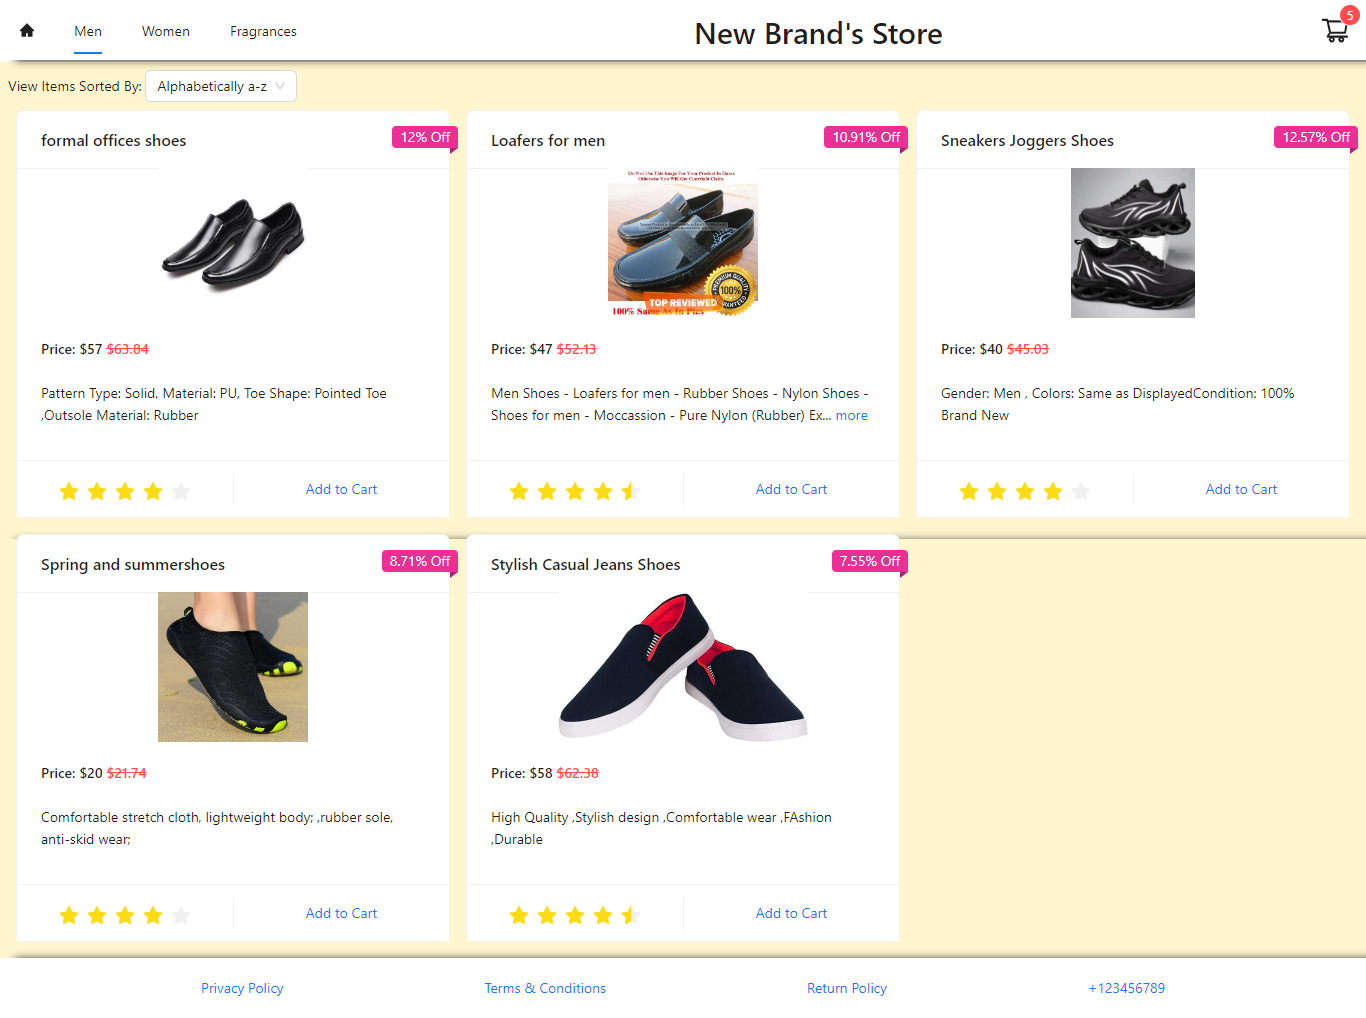 Men
Women
Fragrances
New Brand's Store
5
View Items Sorted By:
Alphabetically a-z
formal offices shoes
12% Off
Price: $57 $63.84
Pattern Type: Solid, Material: PU, Toe Shape: Pointed Toe
,Outsole Material: Rubber
Add to Cart
Loafers for men
10.91% Off
Do Not Use This Image For Your Product In Daraz
Otherwise You Will Get Copyright Claim.
PREMIUM QUALITY
100%
TOP REVIEWED
100% Same As In Pics
Price: $47 $52.13
Men Shoes - Loafers for men - Rubber Shoes - Nylon Shoes -
Shoes for men - Moccassion - Pure Nylon (Rubber) Ex... more
Add to Cart
Sneakers Joggers Shoes
12.57% Off
Price: $40 $45.03
Gender: Men , Colors: Same as DisplayedCondition: 100%
Brand New
Add to Cart
Spring and summershoes
8.71% Off
Price: $20 $21.74
Comfortable stretch cloth, lightweight body; ,rubber sole,
anti-skid wear;
Add to Cart
Stylish Casual Jeans Shoes
7.55% Off
Price: $58 $62.38
High Quality ,Stylish design ,Comfortable wear ,FAshion
,Durable
Add to Cart
Privacy Policy
Terms & Conditions
Return Policy
+123456789